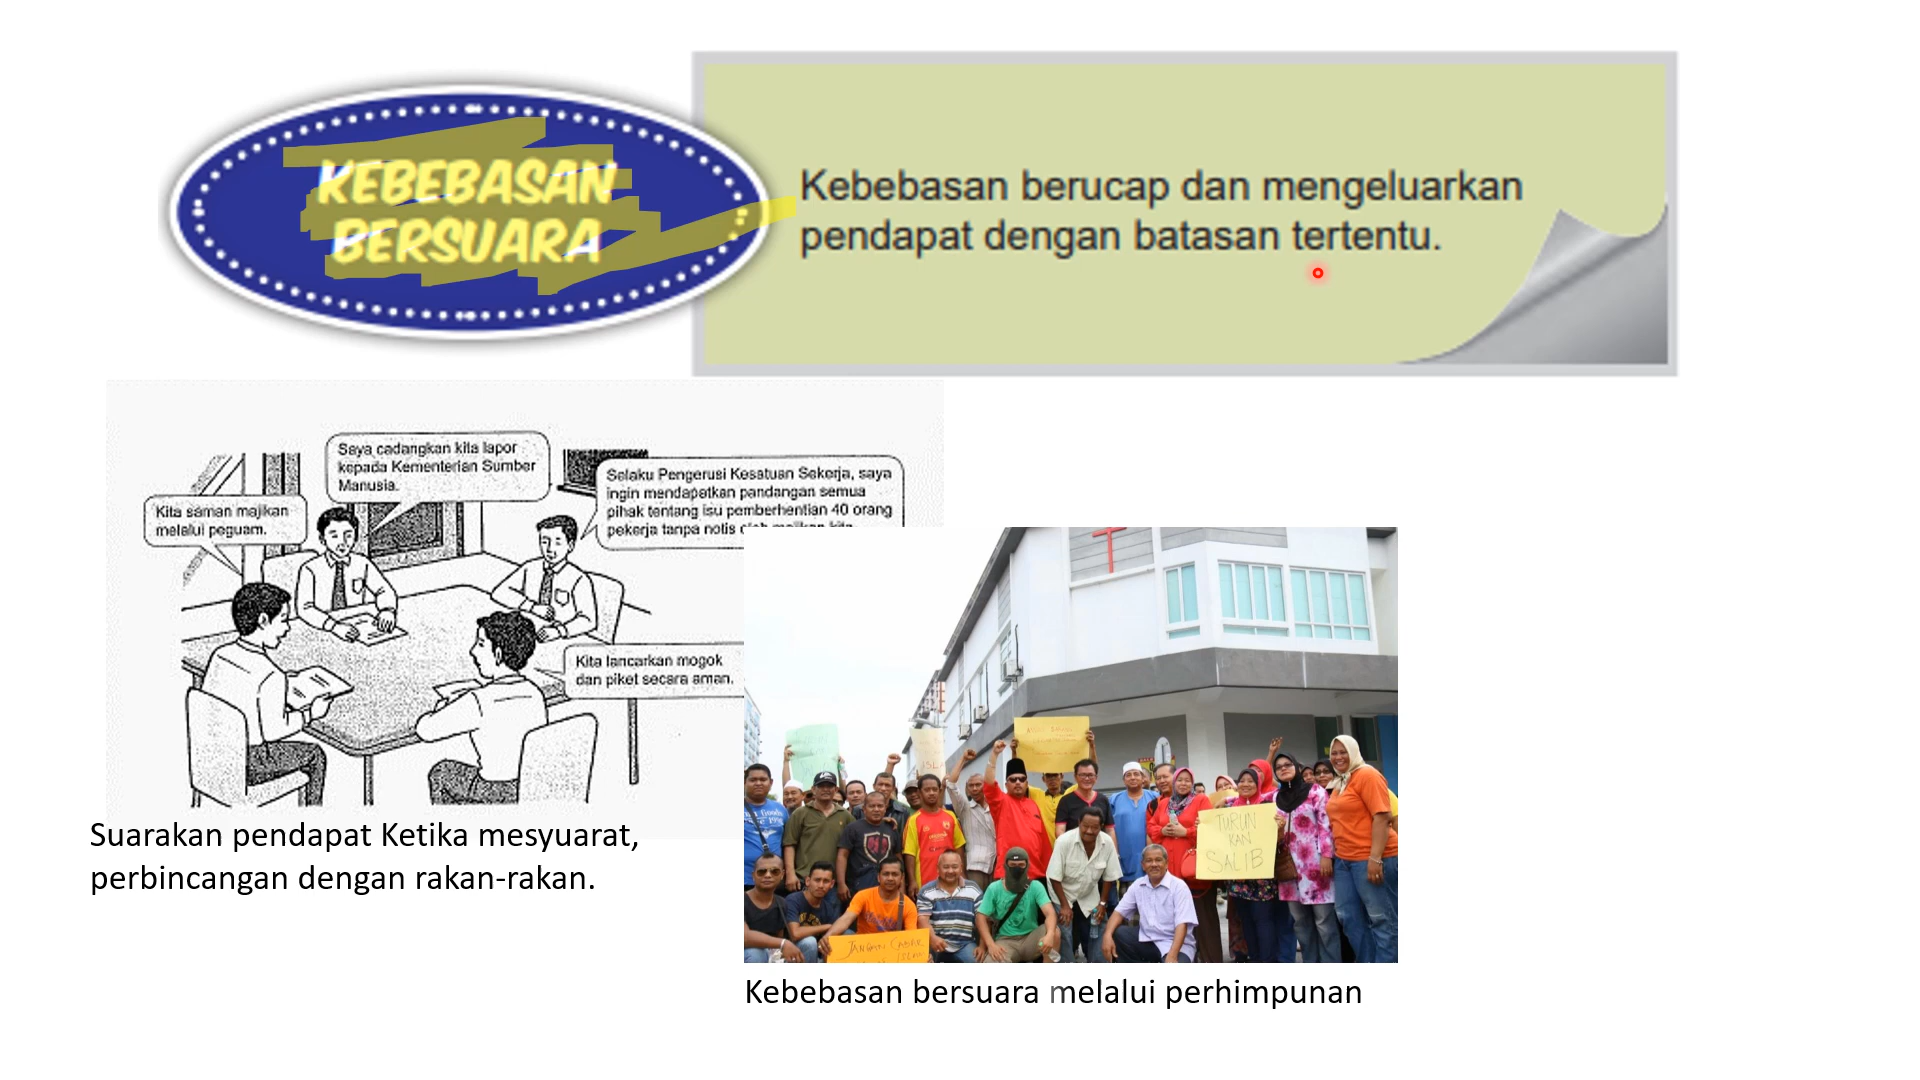 KEBEBASAN
BERSUARA
Kebebasan berucap dan mengeluarkan
pendapat dengan batasan tertentu.
Saya cadangkan kita lapor
kepada Kementerian Sumber
Manusia.
Kita saman majikan
melalui peguam.
Selaku Pengerusi Kesatuan Sekerja, saya
ingin mendapatkan pandangan semua
pihak tentang isu pemberhentian 40 orang
pekerja tanpa notis
Kita lancarkan mogok
dan piket secara aman.
TURUN
KAN
SALIB
JANGAN CABAR
Suarakan pendapat Ketika mesyuarat,
perbincangan dengan rakan-rakan.
Kebebasan bersuara melalui perhimpunan